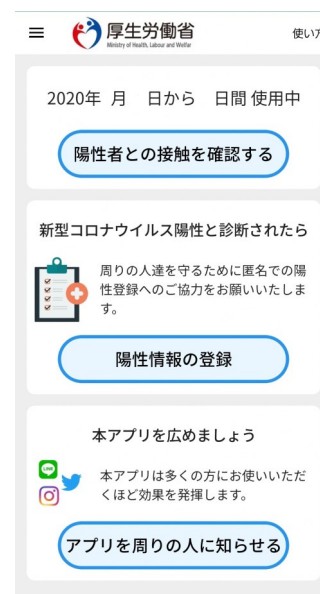 厚生労働省
Ministry of Health, Labour and Welfar
使い方
2020年 月 日から 日間 使用中
陽性者との接触を確認する
新型コロナウイルス陽性と診断されたら
周りの人達を守るために匿名での陽
性登録へのご協力をお願いいたしま
す。
陽性情報の登録
本アプリを広めましょう
LINE
本アプリは多くの方にお使いいただ
くほど効果を発揮します。
アプリを周りの人に知らせる